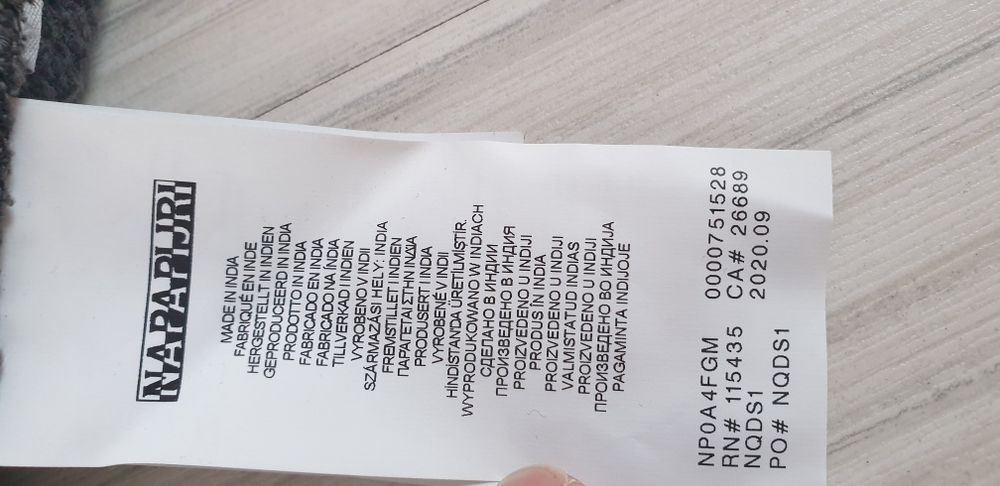 NAPAPIJRI
MADE IN INDIA
FABRIQUÉ EN INDE
HERGESTELLT IN INDIEN
GEPRODUCEERD IN INDIA
PRODOTTO IN INDIA
FABRICADO EN INDIA
FABRICADO NA ÍNDIA
TILLVERKAD I INDIEN
VYROBENO V INDII
SZÁRMAZÁSI HELY: INDIA
FREMSTILLET I INDIEN
ΠΑΡΑΓΕΤΑΙ ΣΤΗΝ ΙΝΔΙΑ
PRODUSERT I INDIA
VYROBENÉ V INDII
HİNDİSTANDA ÜRETİLMİŞTİR.
WYPRODUKOWANO W INDIACH
СДЕЛАНО В ИНДИИ
ПРОИЗВЕДЕНО В ИНДИЯ
PROIZVEDENO U INDIJI
PRODUS ÎN INDIA
PROIZVEDENO U INDIJI
VALMISTATUD INDIAS
PROIZVEDENO U INDIJI
ПРОИЗВЕДЕНО ВО ИНДИЈА
PAGAMINTA INDIJOJE
NP0A4FGM 0000751528
RN# 115435 CA# 26689
NQDS1 2020.09
PO# NQDS1